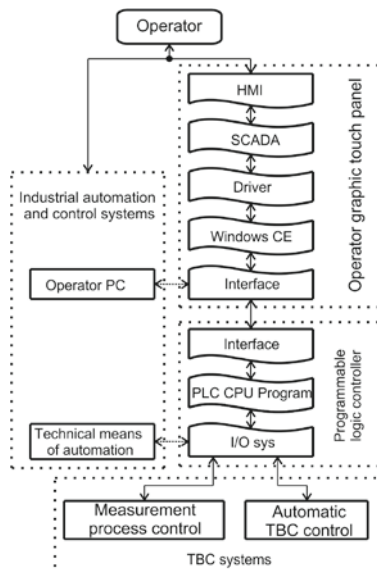 Operator
HMI
SCADA
Driver
Windows CE
Interface
Operator graphic touch panel
Industrial automation
and control systems
Operator PC
Technical means
of automation
Interface
PLC CPU Program
I/O sys
Programmable
logic controller
Measurement
process control
Automatic
TBC control
TBC systems